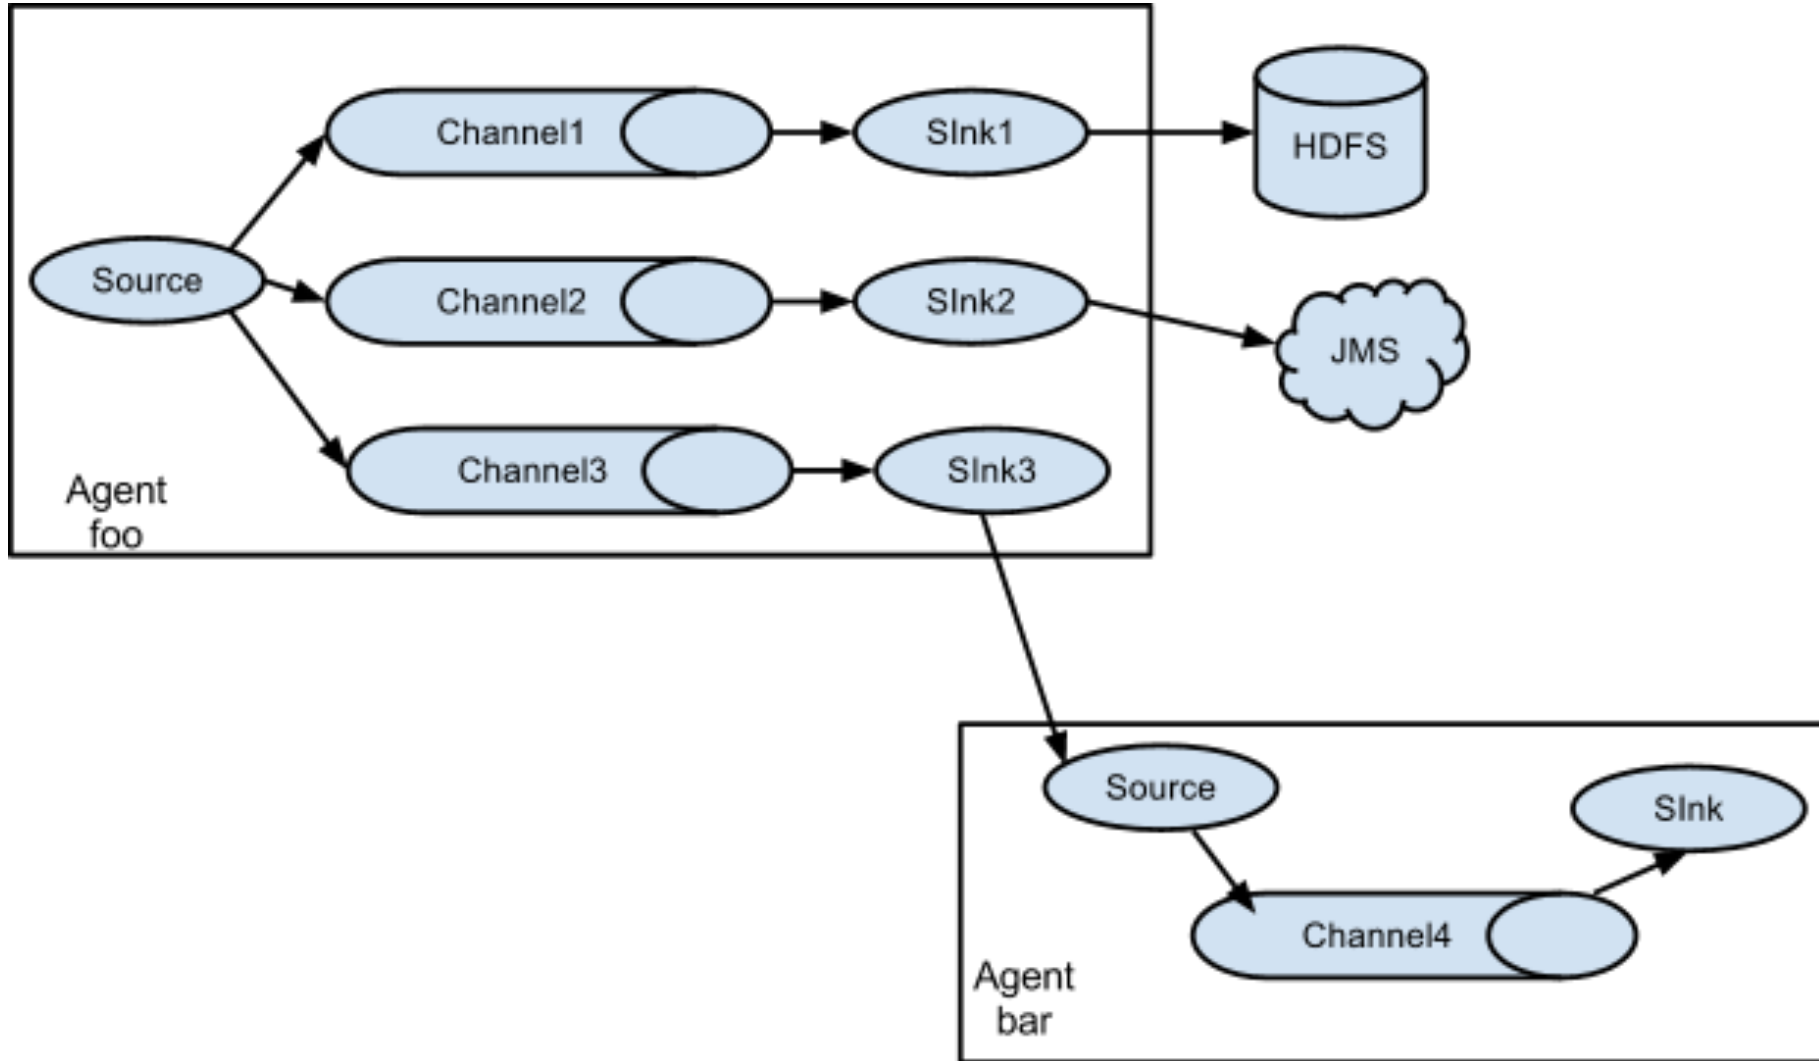 Channel1
SInk1
HDFS
Source
Channel2
SInk2
JMS
Channel3
SInk3
Agent
foo
Source
SInk
Channel4
Agent
bar